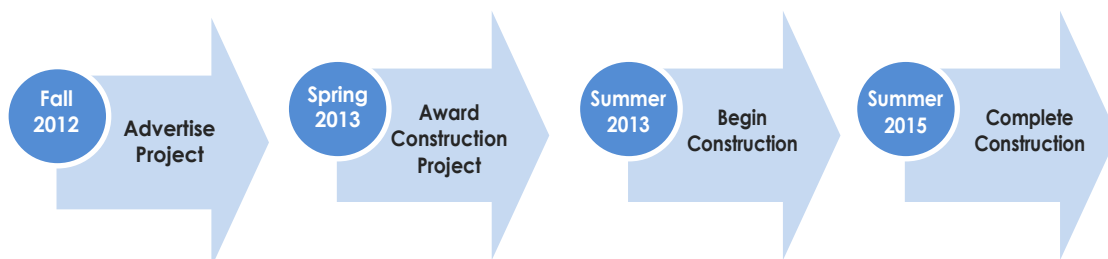 Fall
2012
Advertise
Project
Spring
2013
Award
Construction
Project
Summer
2013
Begin
Construction
Summer
2015
Complete
Construction